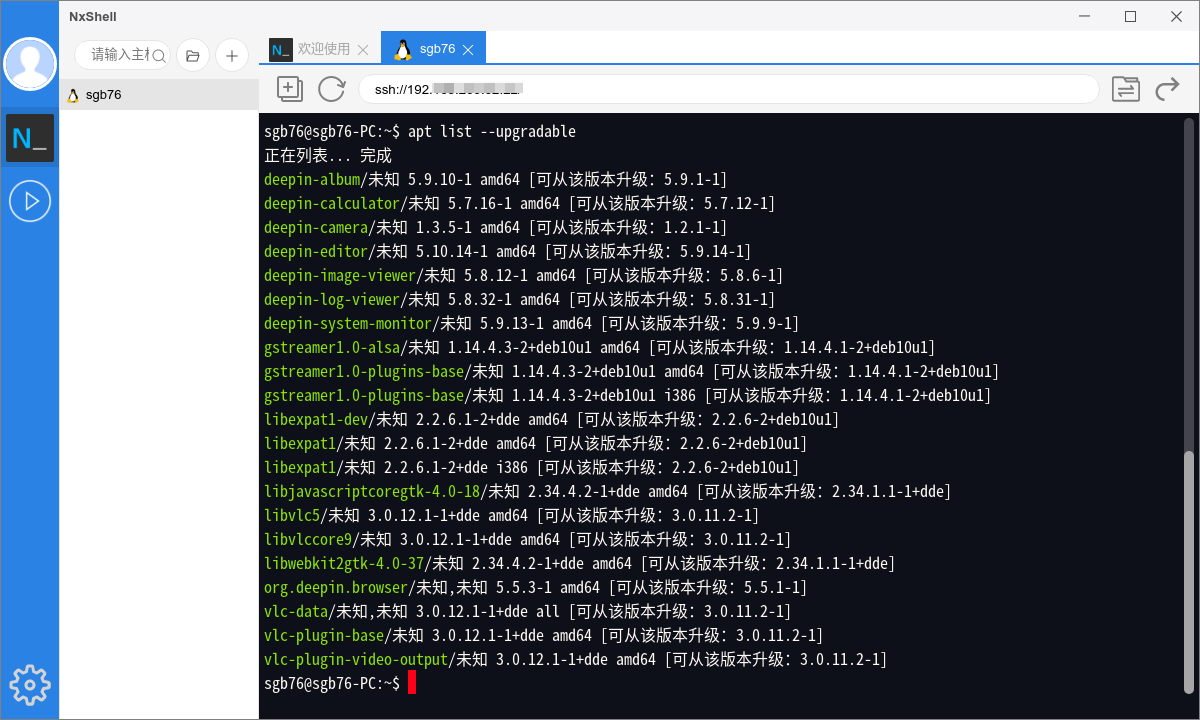 NxShell
请输入主
N_ 欢迎使用
sgb76
sgb76
ssh://192.
N_
sgb76@sgb76-PC:~$ apt list --upgradable
正在列表... 完成
deepin-album/未知 5.9.10-1 amd64 [可从该版本升级：5.9.1-1]
deepin-calculator/未知 5.7.16-1 amd64 [可从该版本升级：5.7.12-1]
deepin-camera/未知 1.3.5-1 amd64 [可从该版本升级：1.2.1-1]
deepin-editor/未知 5.10.14-1 amd64 [可从该版本升级：5.9.14-1]
deepin-image-viewer/未知 5.8.12-1 amd64 [可从该版本升级：5.8.6-1]
deepin-log-viewer/未知 5.8.32-1 amd64 [可从该版本升级：5.8.31-1]
deepin-system-monitor/未知 5.9.13-1 amd64 [可从该版本升级：5.9.9-1]
gstreamer1.0-alsa/未知 1.14.4.3-2+deb10u1 amd64 [可从该版本升级：1.14.4.1-2+deb10u1]
gstreamer1.0-plugins-base/未知 1.14.4.3-2+deb10u1 amd64 [可从该版本升级：1.14.4.1-2+deb10u1]
gstreamer1.0-plugins-base/未知 1.14.4.3-2+deb10u1 i386 [可从该版本升级：1.14.4.1-2+deb10u1]
libexpat1-dev/未知 2.2.6.1-2+dde amd64 [可从该版本升级：2.2.6-2+deb10u1]
libexpat1/未知 2.2.6.1-2+dde amd64 [可从该版本升级：2.2.6-2+deb10u1]
libexpat1/未知 2.2.6.1-2+dde i386 [可从该版本升级：2.2.6-2+deb10u1]
libjavascriptcoregtk-4.0-18/未知 2.34.4.2-1+dde amd64 [可从该版本升级：2.34.1.1-1+dde]
libvlc5/未知 3.0.12.1-1+dde amd64 [可从该版本升级：3.0.11.2-1]
libvlccore9/未知 3.0.12.1-1+dde amd64 [可从该版本升级：3.0.11.2-1]
libwebkit2gtk-4.0-37/未知 2.34.4.2-1+dde amd64 [可从该版本升级：2.34.1.1-1+dde]
org.deepin.browser/未知,未知 5.5.3-1 amd64 [可从该版本升级：5.5.1-1]
vlc-data/未知,未知 3.0.12.1-1+dde all [可从该版本升级：3.0.11.2-1]
vlc-plugin-base/未知 3.0.12.1-1+dde amd64 [可从该版本升级：3.0.11.2-1]
vlc-plugin-video-output/未知 3.0.12.1-1+dde amd64 [可从该版本升级：3.0.11.2-1]
sgb76@sgb76-PC:~$